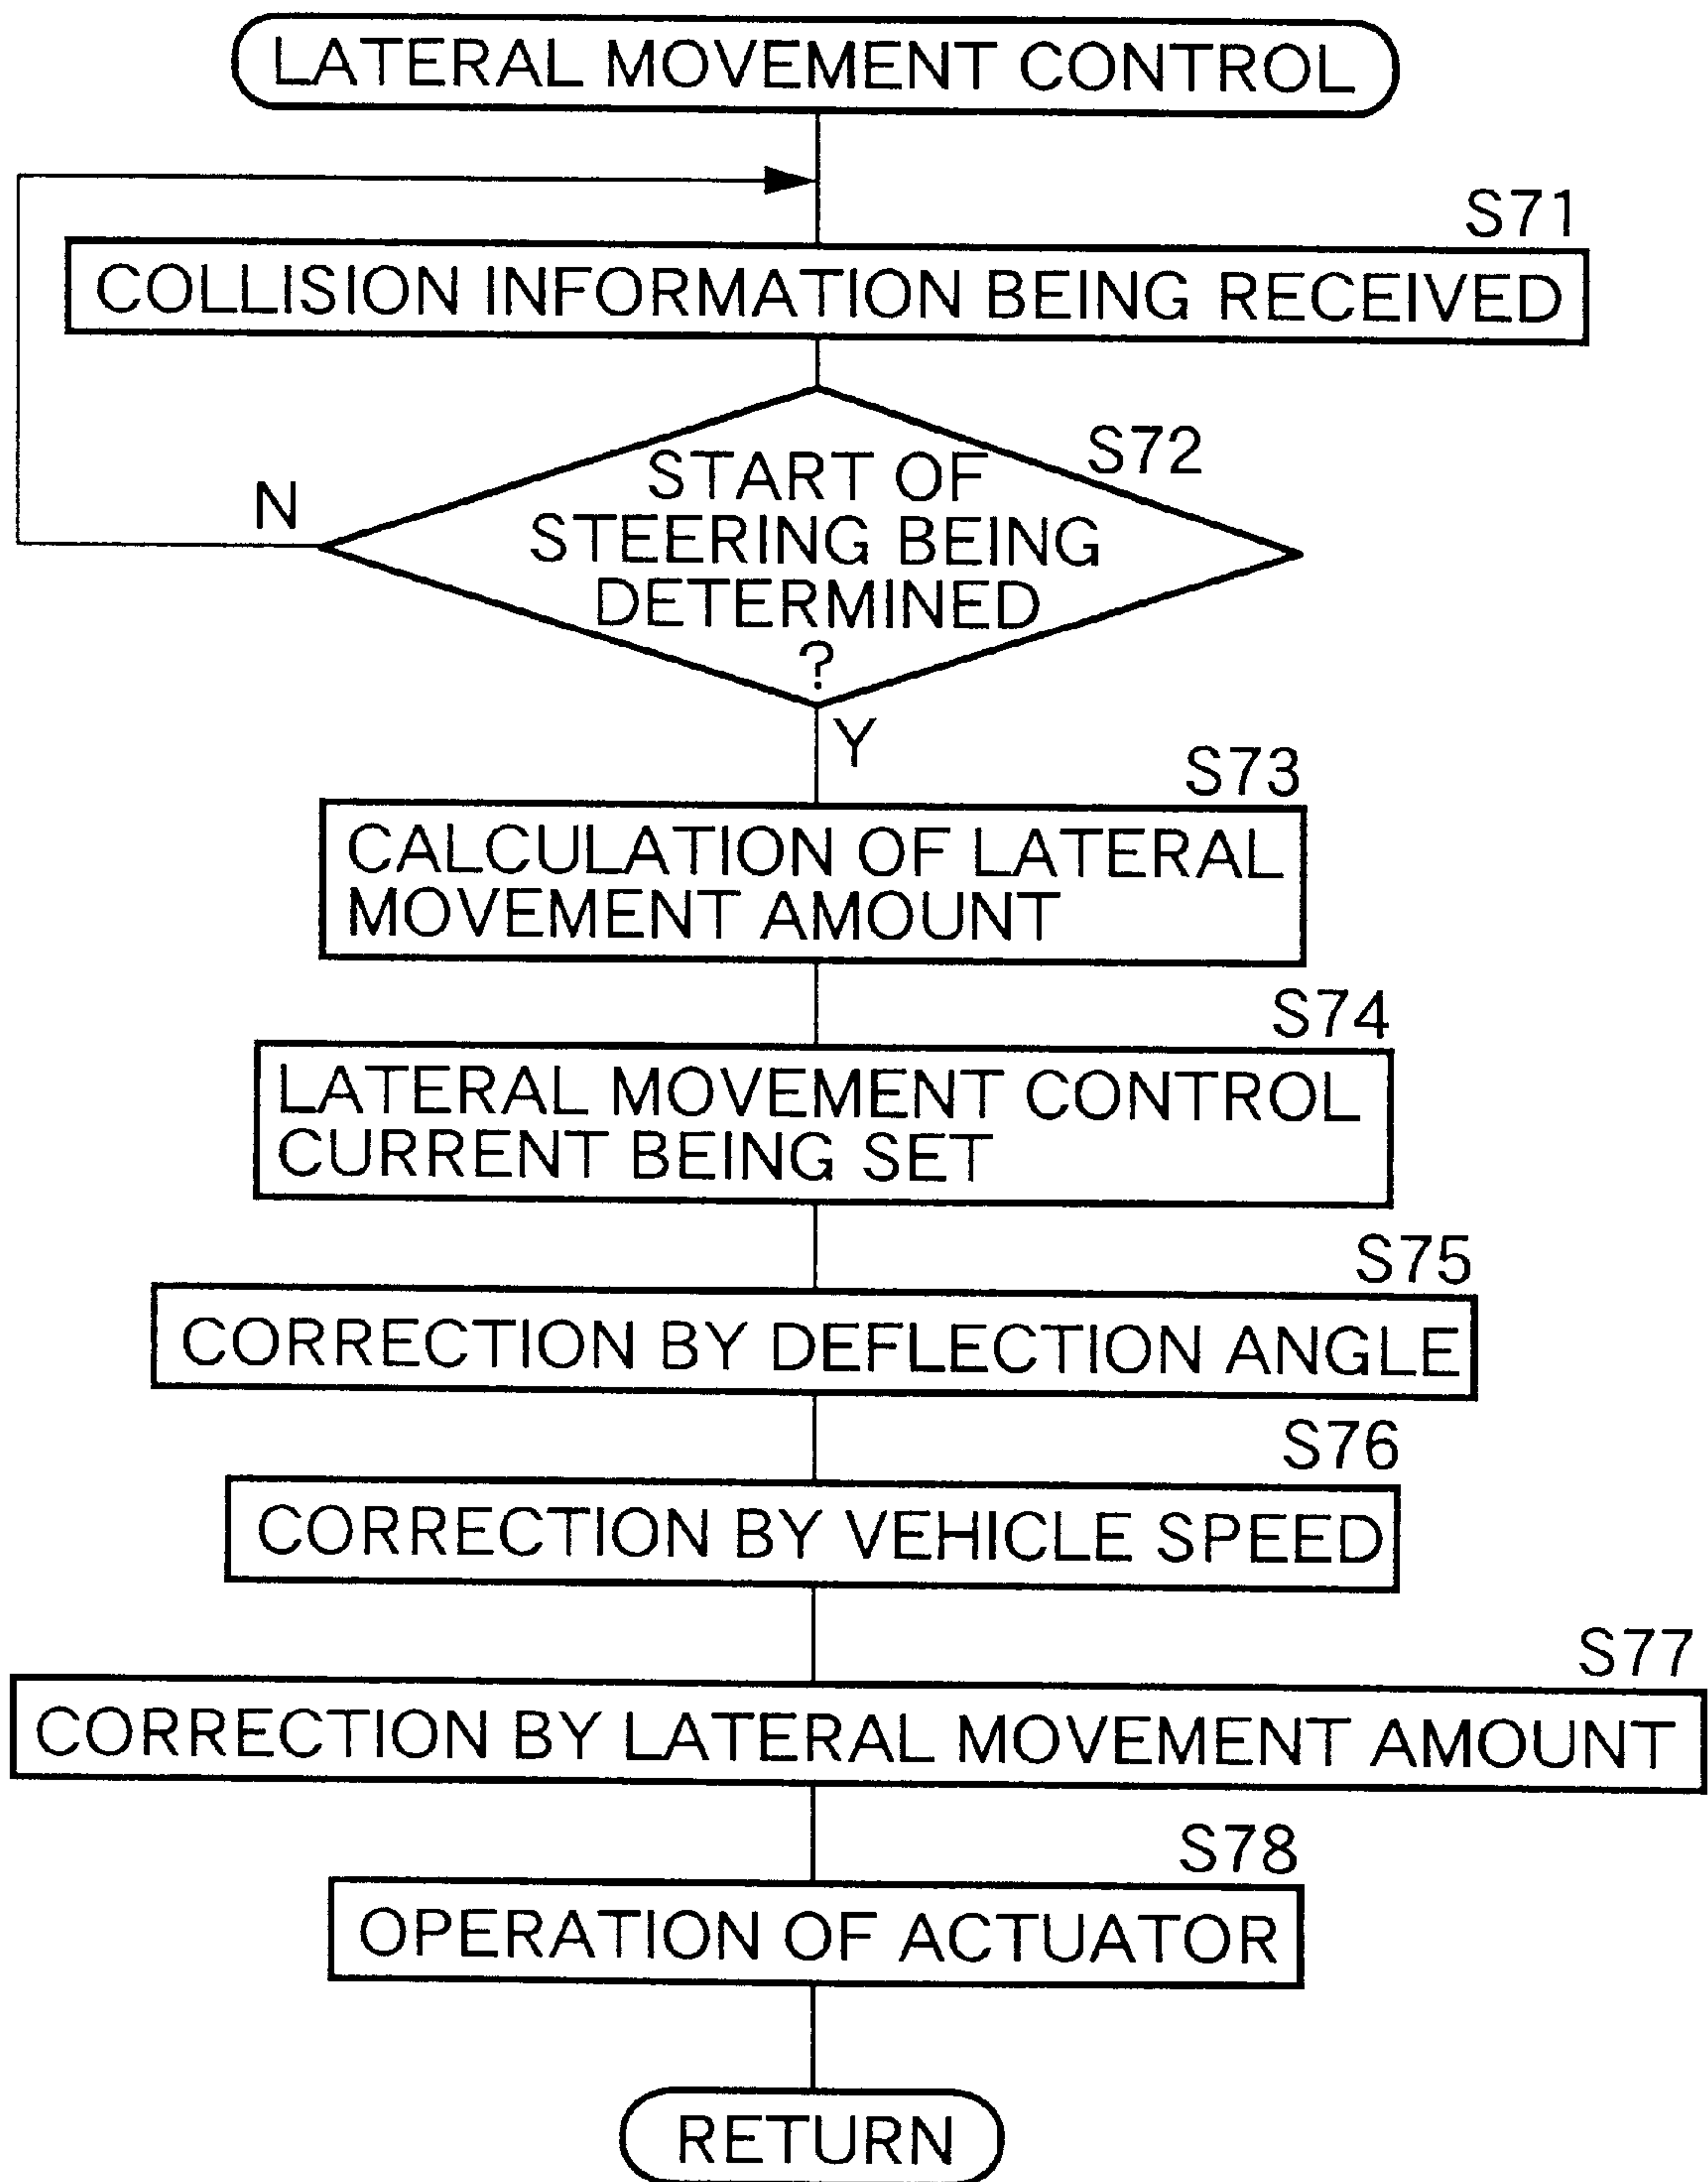 LATERAL MOVEMENT CONTROL
S71
COLLISION INFORMATION BEING RECEIVED
S72
START OF
STEERING BEING
DETERMINED
?
N
Y
S73
CALCULATION OF LATERAL
MOVEMENT AMOUNT
S74
LATERAL MOVEMENT CONTROL
CURRENT BEING SET
S75
CORRECTION BY DEFLECTION ANGLE
S76
CORRECTION BY VEHICLE SPEED
S77
CORRECTION BY LATERAL MOVEMENT AMOUNT
S78
OPERATION OF ACTUATOR
RETURN